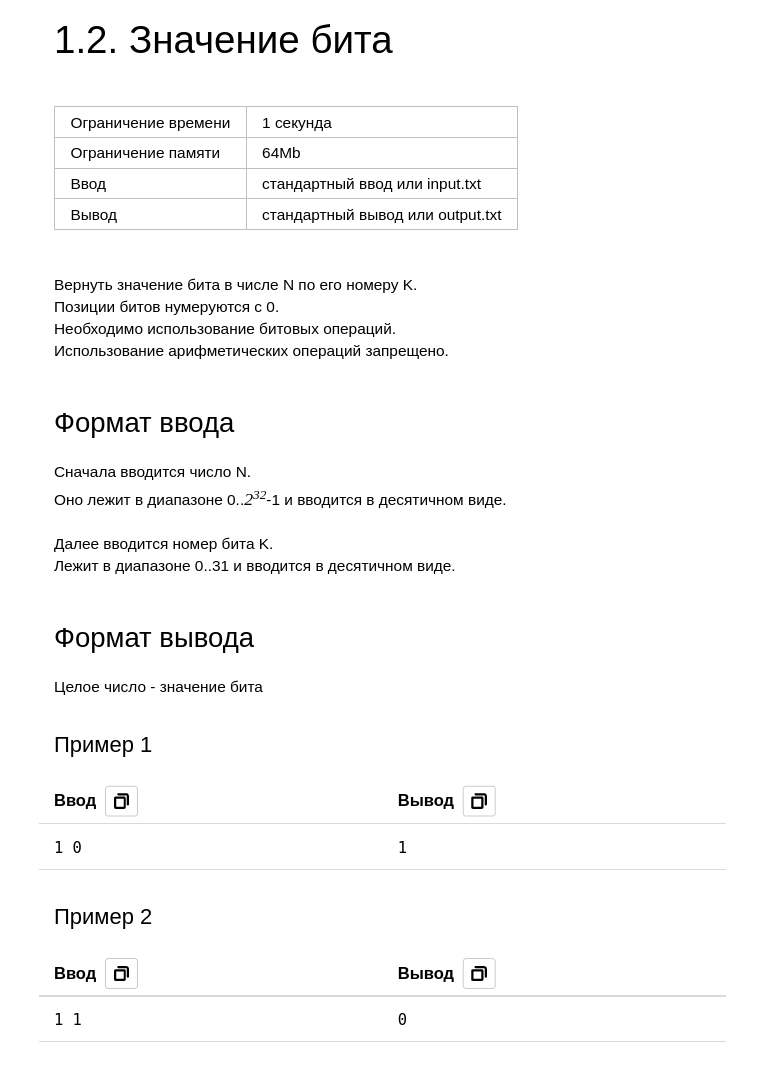 1.2. Значение бита
Ограничение времени 1 секунда
Ограничение памяти 64Mb
Ввод стандартный ввод или input.txt
Вывод стандартный вывод или output.txt
Вернуть значение бита в числе N по его номеру K.
Позиции битов нумеруются с 0.
Необходимо использование битовых операций.
Использование арифметических операций запрещено.
Формат ввода
Сначала вводится число N.
Оно лежит в диапазоне 0..2³²-1 и вводится в десятичном виде.
Далее вводится номер бита K.
Лежит в диапазоне 0..31 и вводится в десятичном виде.
Формат вывода
Целое число - значение бита
Пример 1
Ввод Вывод
1 0 1
Пример 2
Ввод Вывод
1 1 0